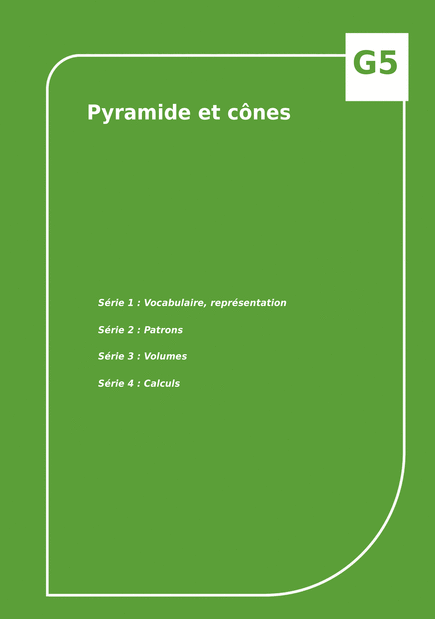 G5
Pyramide et cônes
Série 1 : Vocabulaire, représentation
Série 2 : Patrons
Série 3 : Volumes
Série 4 : Calculs